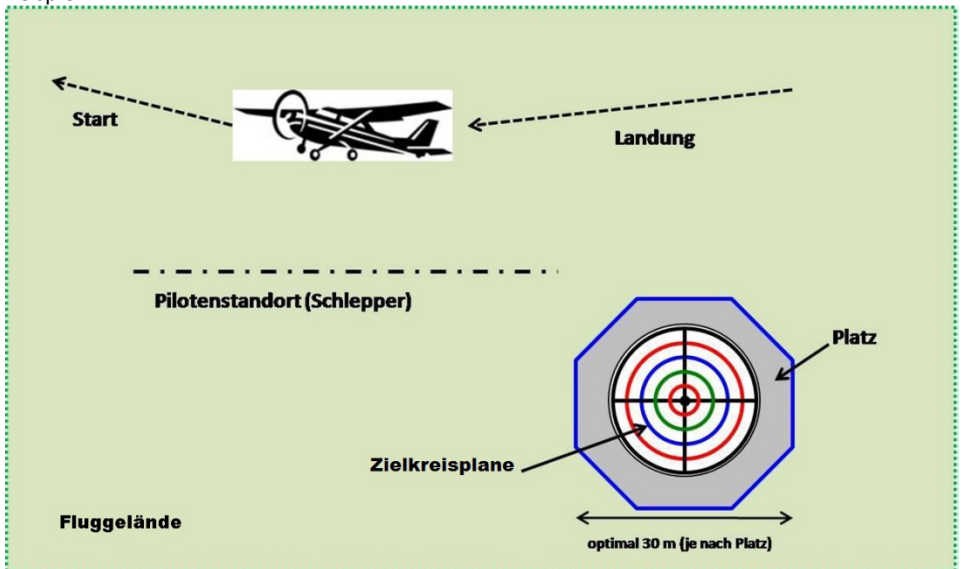 Start
Landung
Pilotenstandort (Schlepper)
Platz
Zielkreisplane
Fluggelände
optimal 30 m (je nach Platz)